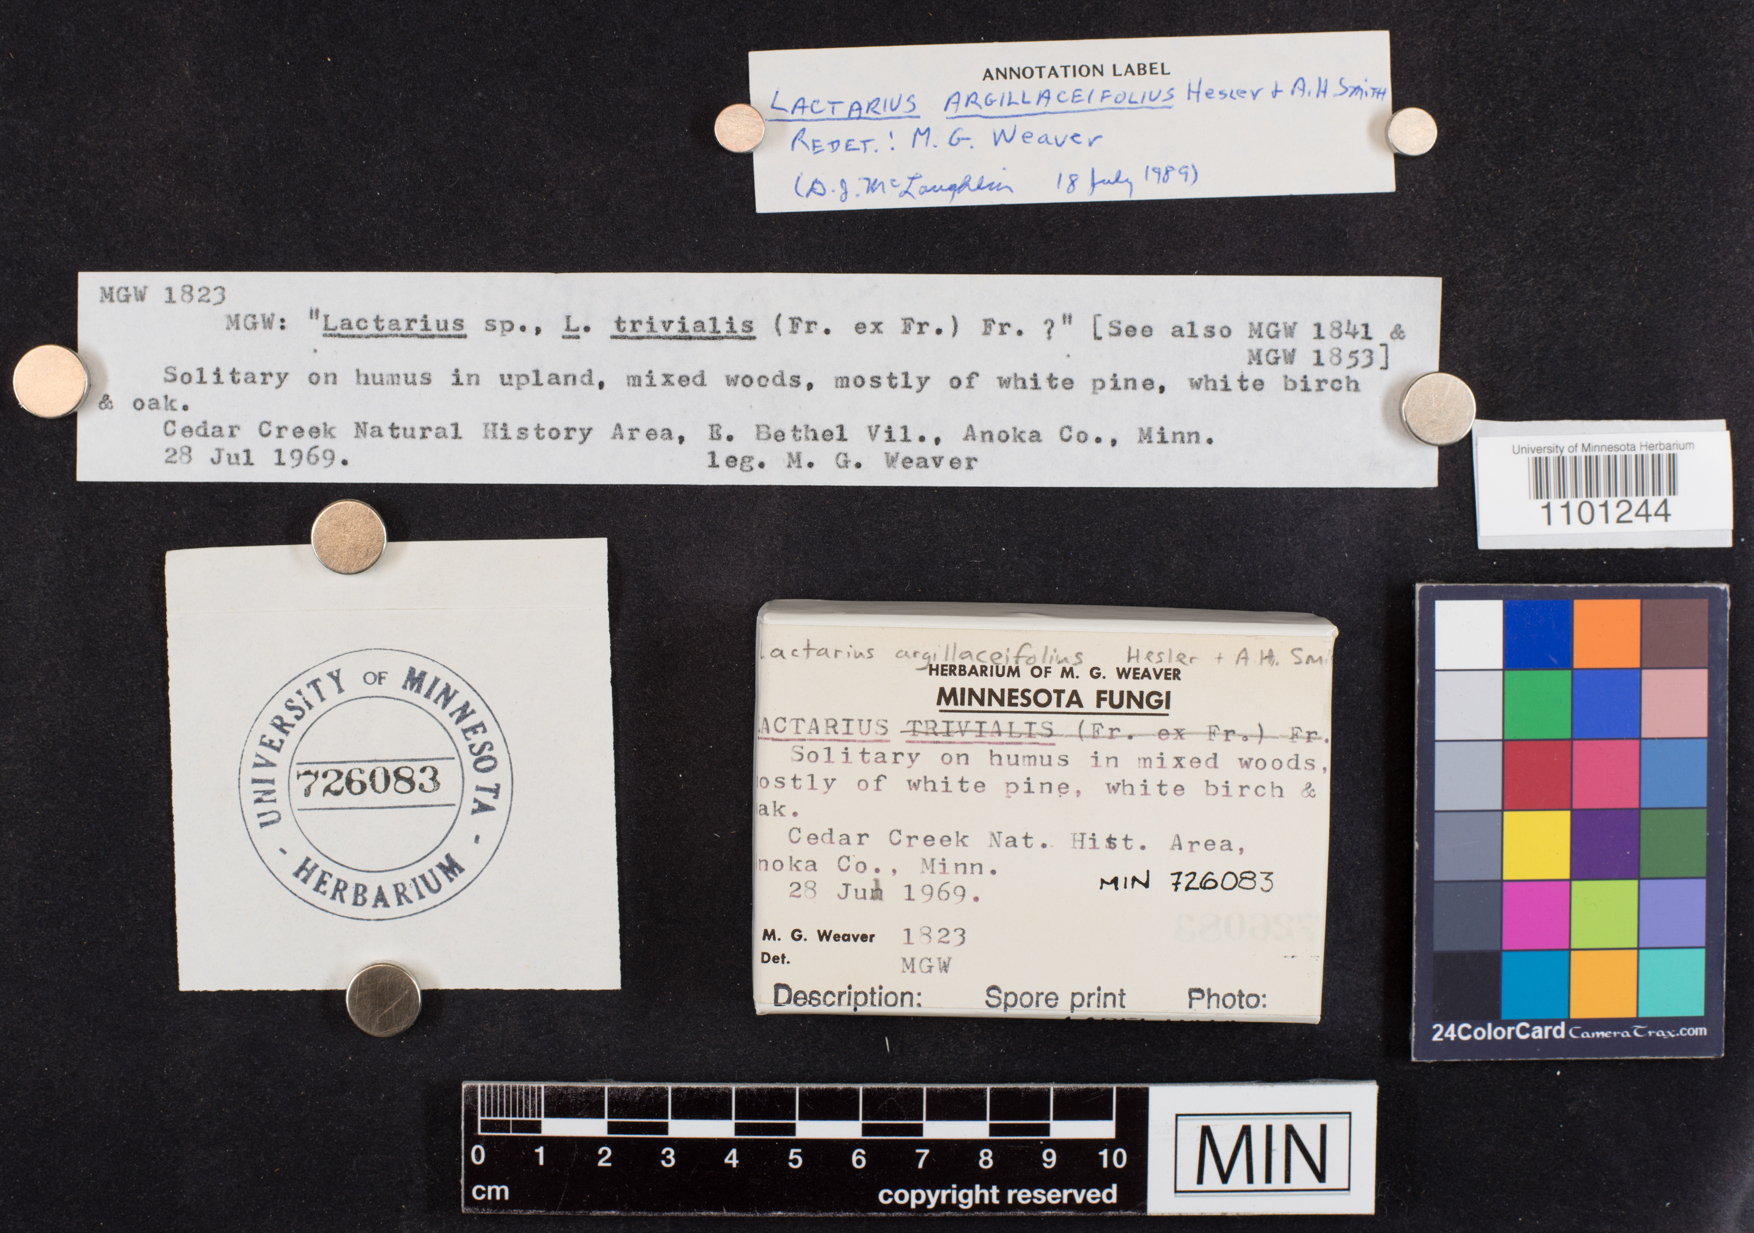 ANNOTATION LABEL
LACTARIUS ARGILLACEIFOLIUS Hesler + A.H Smith
REDET.: M. G. Weaver
(D.J. McLaughlin 18 July 1989)
MGW 1823
MGW: "Lactarius sp., L. trivialis (Fr. ex Fr.) Fr. ?" [See also MGW 1841 &
MGW 1853]
Solitary on humus in upland, mixed woods, mostly of white pine, white birch
& oak.
Cedar Creek Natural History Area, E. Bethel Vil., Anoka Co., Minn.
28 Jul 1969. leg. M. G. Weaver
University of Minnesota Herbarium
1101244
UNIVERSITY OF MINNESOTA
726083
- HERBARIUM -
lactarius argillaceifolius Hesler + A.H. Smi
HERBARIUM OF M. G. WEAVER
MINNESOTA FUNGI
ACTARIUS TRIVIALIS (Fr. ex Fr.) Fr.
Solitary on humus in mixed woods,
ostly of white pine, white birch &
ak.
Cedar Creek Nat. Hist. Area,
noka Co., Minn.
MIN 726083
28 Jul 1969.
M. G. Weaver 1823
Det. MGW
Description: Spore print Photo:
24ColorCard CameraTrax.com
0 1 2 3 4 5 6 7 8 9 10
cm copyright reserved
MIN